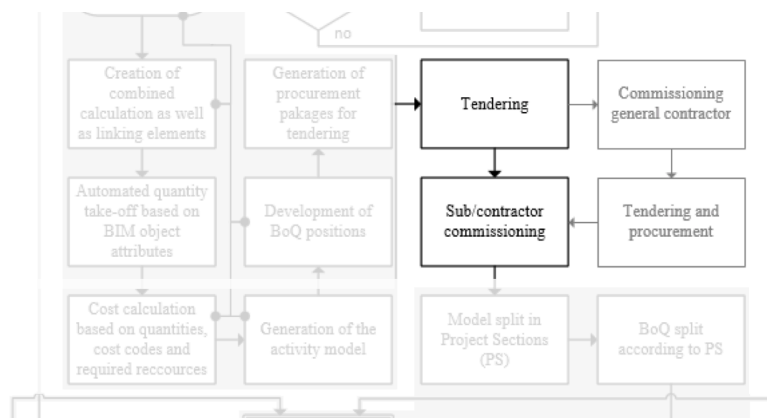 no
Creation of
combined
calculation as well
as linking elements
Generation of
procurement
pakages for
tendering
Tendering
Commissioning
general contractor
Automated quantity
take-off based on
BIM object
attributes
Development of
BoQ positions
Sub/contractor
commissioning
Tendering and
procurement
Cost calculation
based on quantities,
cost codes and
required reccources
Generation of the
activity model
Model split in
Project Sections
(PS)
BoQ split
according to PS